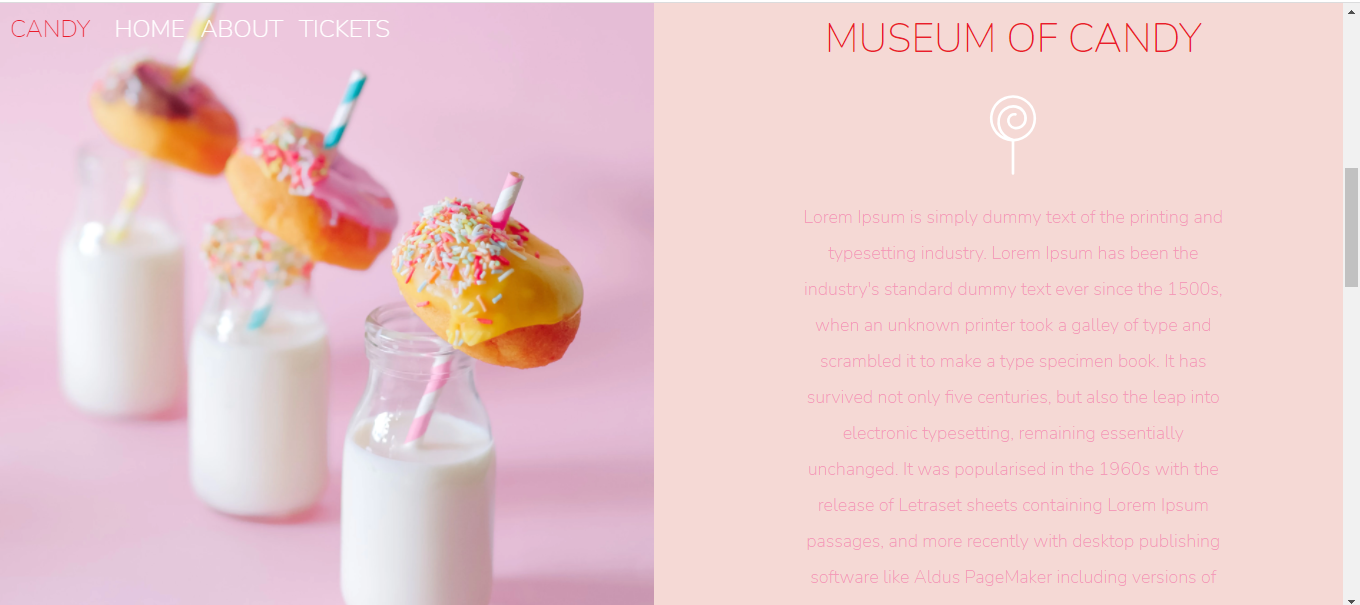 CANDY HOME ABOUT TICKETS
MUSEUM OF CANDY
Lorem Ipsum is simply dummy text of the printing and
typesetting industry. Lorem Ipsum has been the
industry's standard dummy text ever since the 1500s,
when an unknown printer took a galley of type and
scrambled it to make a type specimen book. It has
survived not only five centuries, but also the leap into
electronic typesetting, remaining essentially
unchanged. It was popularised in the 1960s with the
release of Letraset sheets containing Lorem Ipsum
passages, and more recently with desktop publishing
software like Aldus PageMaker including versions of